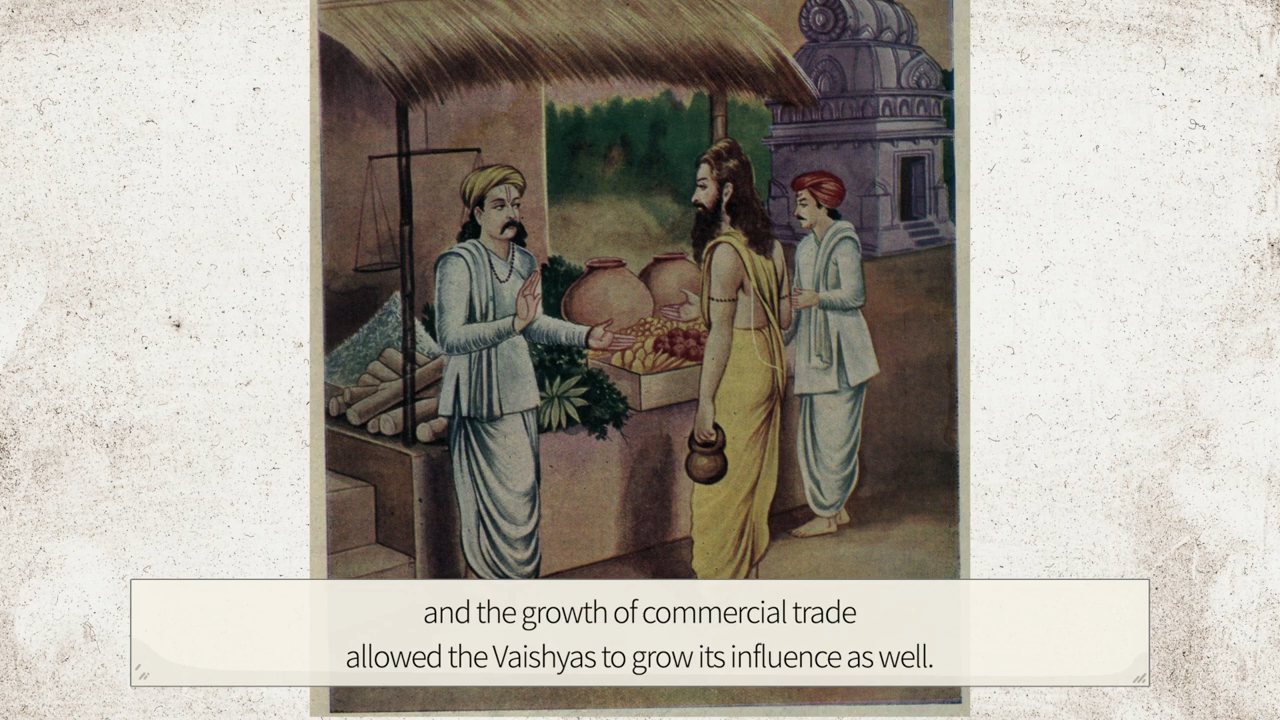 and the growth of commercial trade
allowed the Vaishyas to grow its influence as well.